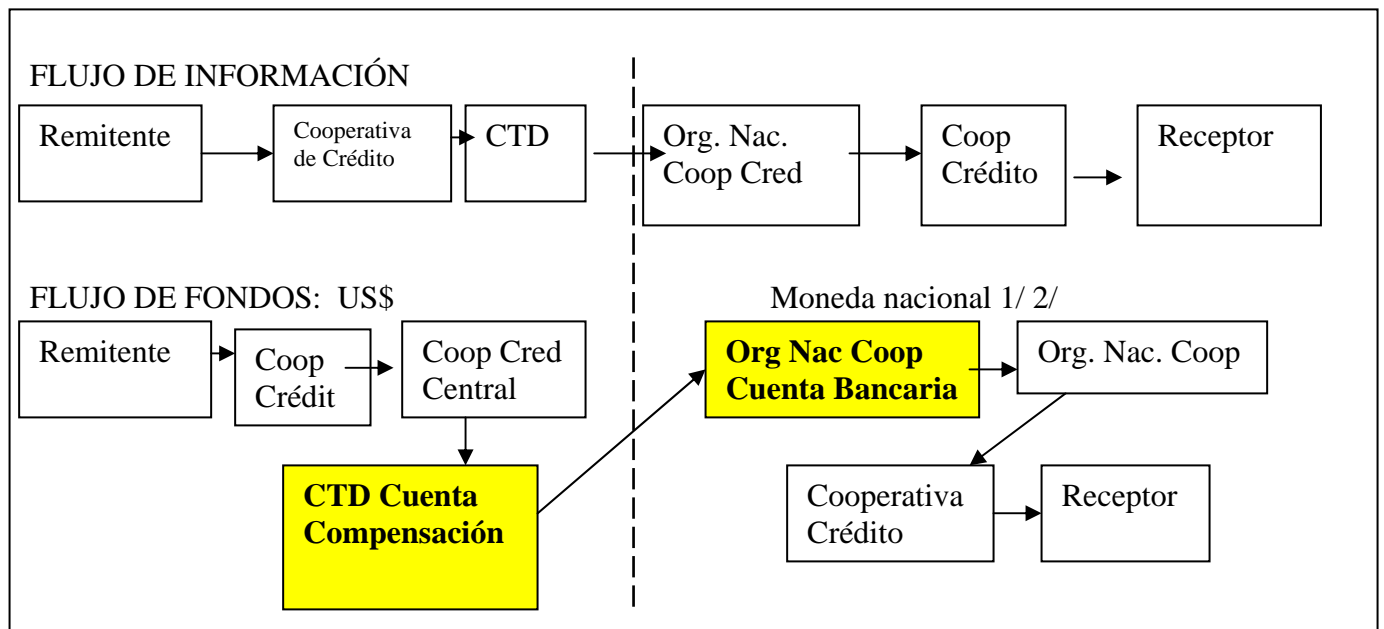 FLUJO DE INFORMACIÓN
Remitente
Cooperativa
de Crédito
CTD
Org. Nac.
Coop Cred
Coop
Crédito
Receptor
FLUJO DE FONDOS: US$
Moneda nacional 1/ 2/
Remitente
Coop
Crédit
Coop Cred
Central
Org Nac Coop
Cuenta Bancaria
Org. Nac. Coop
CTD Cuenta
Compensación
Cooperativa
Crédito
Receptor